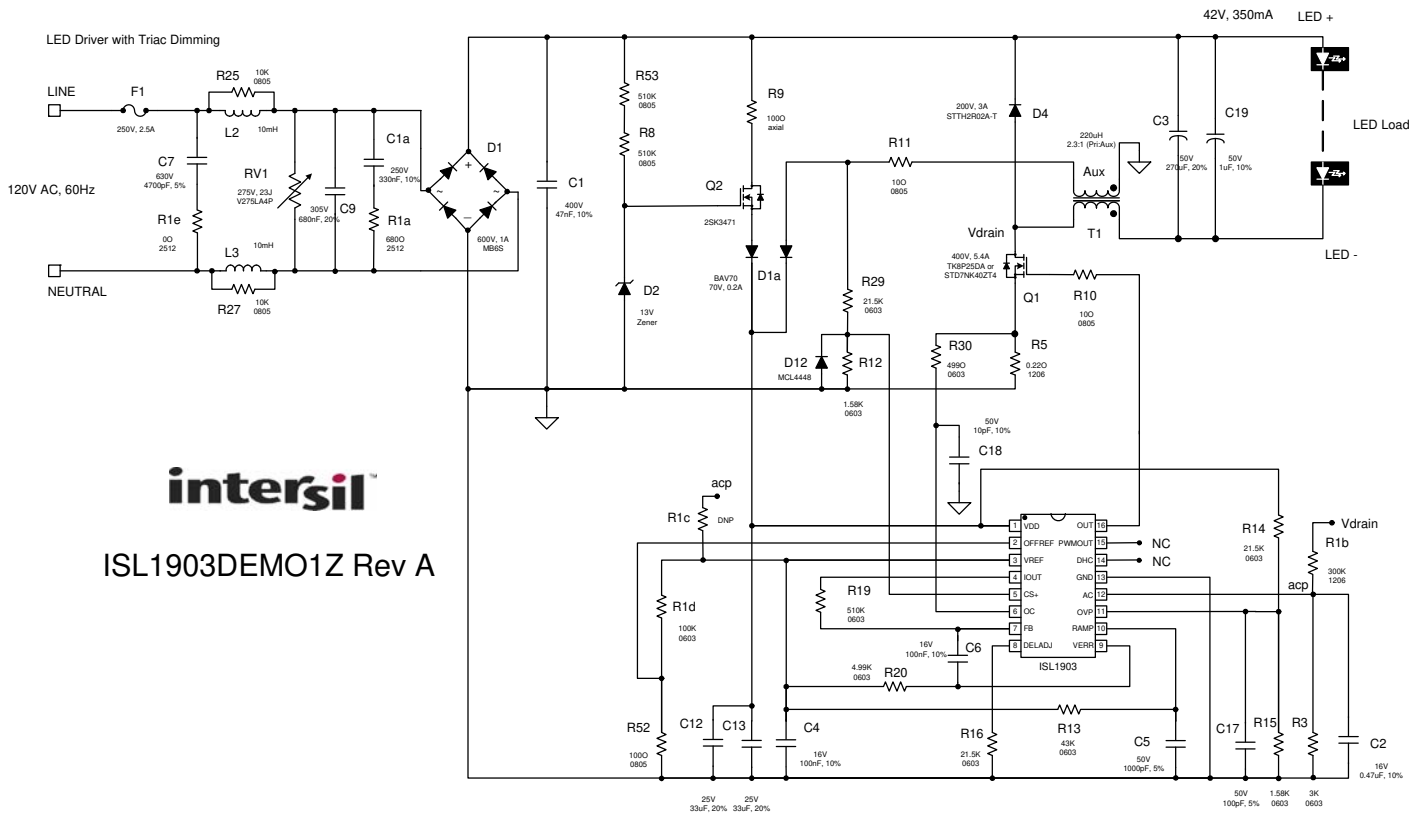 42V, 350mA
LED +
LED Driver with Triac Dimming
LINE
F1
250V, 2.5A
R25
10K
0805
L2
10mH
C7
630V
4700pF, 5%
120V AC, 60Hz
R1e
0O
2512
RV1
275V, 23J
V275LA4P
305V
680nF, 20%
C9
C1a
250V
330nF, 10%
R1a
680O
2512
L3
10mH
NEUTRAL
R27
10K
0805
D1
+
~
~
–
600V, 1A
MB6S
C1
400V
47nF, 10%
R53
510K
0805
R8
510K
0805
D2
13V
Zener
R9
100O
axial
Q2
2SK3471
D1a
BAV70
70V, 0.2A
R11
10O
0805
R29
21.5K
0603
D12
MCL4448
R12
1.58K
0603
200V, 3A
STTH2R02A-T
D4
220uH
2.3:1 (Pri:Aux)
Aux
T1
Vdrain
400V, 5.4A
TK8P25DA or
STD7NK40ZT4
Q1
R10
10O
0805
R30
499O
0603
R5
0.22O
1206
50V
10pF, 10%
C18
C3
50V
270uF, 20%
C19
50V
1uF, 10%
LED Load
LED -
intersil™
ISL1903DEMO1Z Rev A
acp
R1c
DNP
R1d
100K
0603
R52
100O
0805
C12
25V
33uF, 20%
C13
25V
33uF, 20%
C4
16V
100nF, 10%
R19
510K
0603
16V
100nF, 10%
C6
4.99K
0603
R20
R16
21.5K
0603
R13
43K
0603
C5
50V
1000pF, 5%
1 VDD OUT 16
2 OFFREF PWMOUT 15 NC
3 VREF DHC 14 NC
4 IOUT GND 13
5 CS+ AC 12
6 OC OVP 11
7 FB RAMP 10
8 DELADJ VERR 9
ISL1903
R14
21.5K
0603
Vdrain
R1b
300K
1206
acp
C17
50V
100pF, 5%
R15
1.58K
0603
R3
3K
0603
C2
16V
0.47uF, 10%